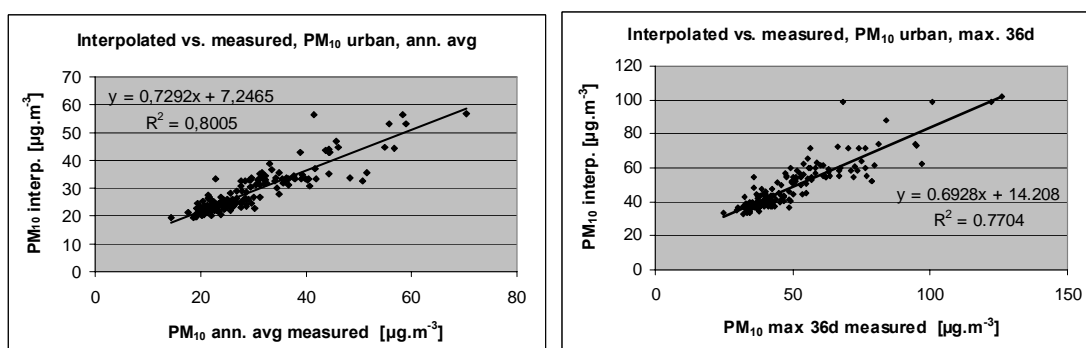 Interpolated vs. measured, PM₁₀ urban, ann. avg
y = 0,7292x + 7,2465
R² = 0,8005
PM₁₀ interp. [µg.m⁻³]
70
60
50
40
30
20
10
0
0 20 40 60 80
PM₁₀ ann. avg measured [µg.m⁻³]
Interpolated vs. measured, PM₁₀ urban, max. 36d
y = 0.6928x + 14.208
R² = 0.7704
PM₁₀ interp. [µg.m⁻³]
120
100
80
60
40
20
0
0 50 100 150
PM₁₀ max 36d measured [µg.m⁻³]